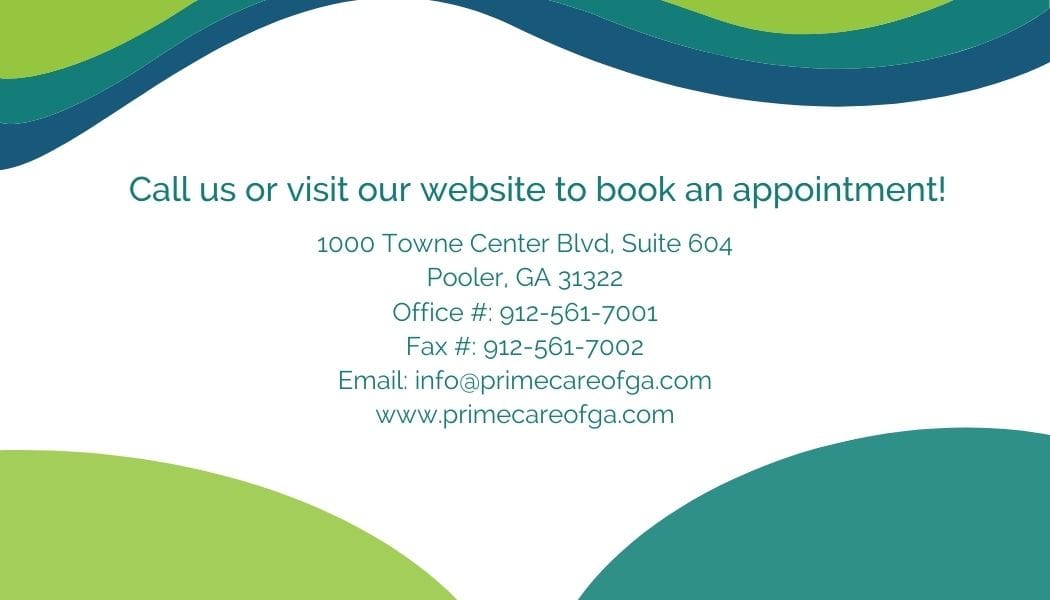 Call us or visit our website to book an appointment!
1000 Towne Center Blvd, Suite 604
Pooler, GA 31322
Office #: 912-561-7001
Fax #: 912-561-7002
Email: info@primecareofga.com
www.primecareofga.com